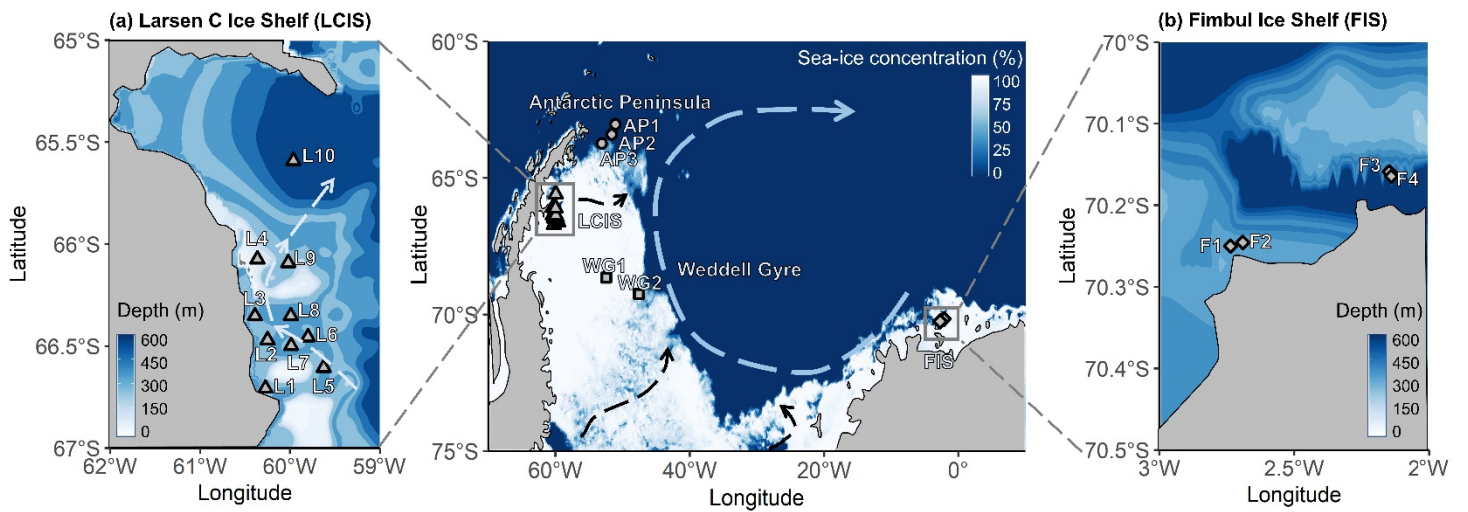 (a) Larsen C Ice Shelf (LCIS)
65°S
65.5°S
66°S
66.5°S
67°S
Latitude
62°W
61°W
60°W
59°W
Longitude
L10
L4
L9
L3
L8
L6
L2
L7
L1
L5
Depth (m)
600
450
300
150
0
60°S
65°S
70°S
75°S
Latitude
60°W
40°W
20°W
0°
Longitude
Sea-ice concentration (%)
100
75
50
25
0
Antarctic Peninsula
AP1
AP2
AP3
LCIS
WG1
WG2
Weddell Gyre
FIS
(b) Fimbul Ice Shelf (FIS)
70°S
70.1°S
70.2°S
70.3°S
70.4°S
70.5°S
Latitude
3°W
2.5°W
2°W
Longitude
F3
F4
F1
F2
Depth (m)
600
450
300
150
0